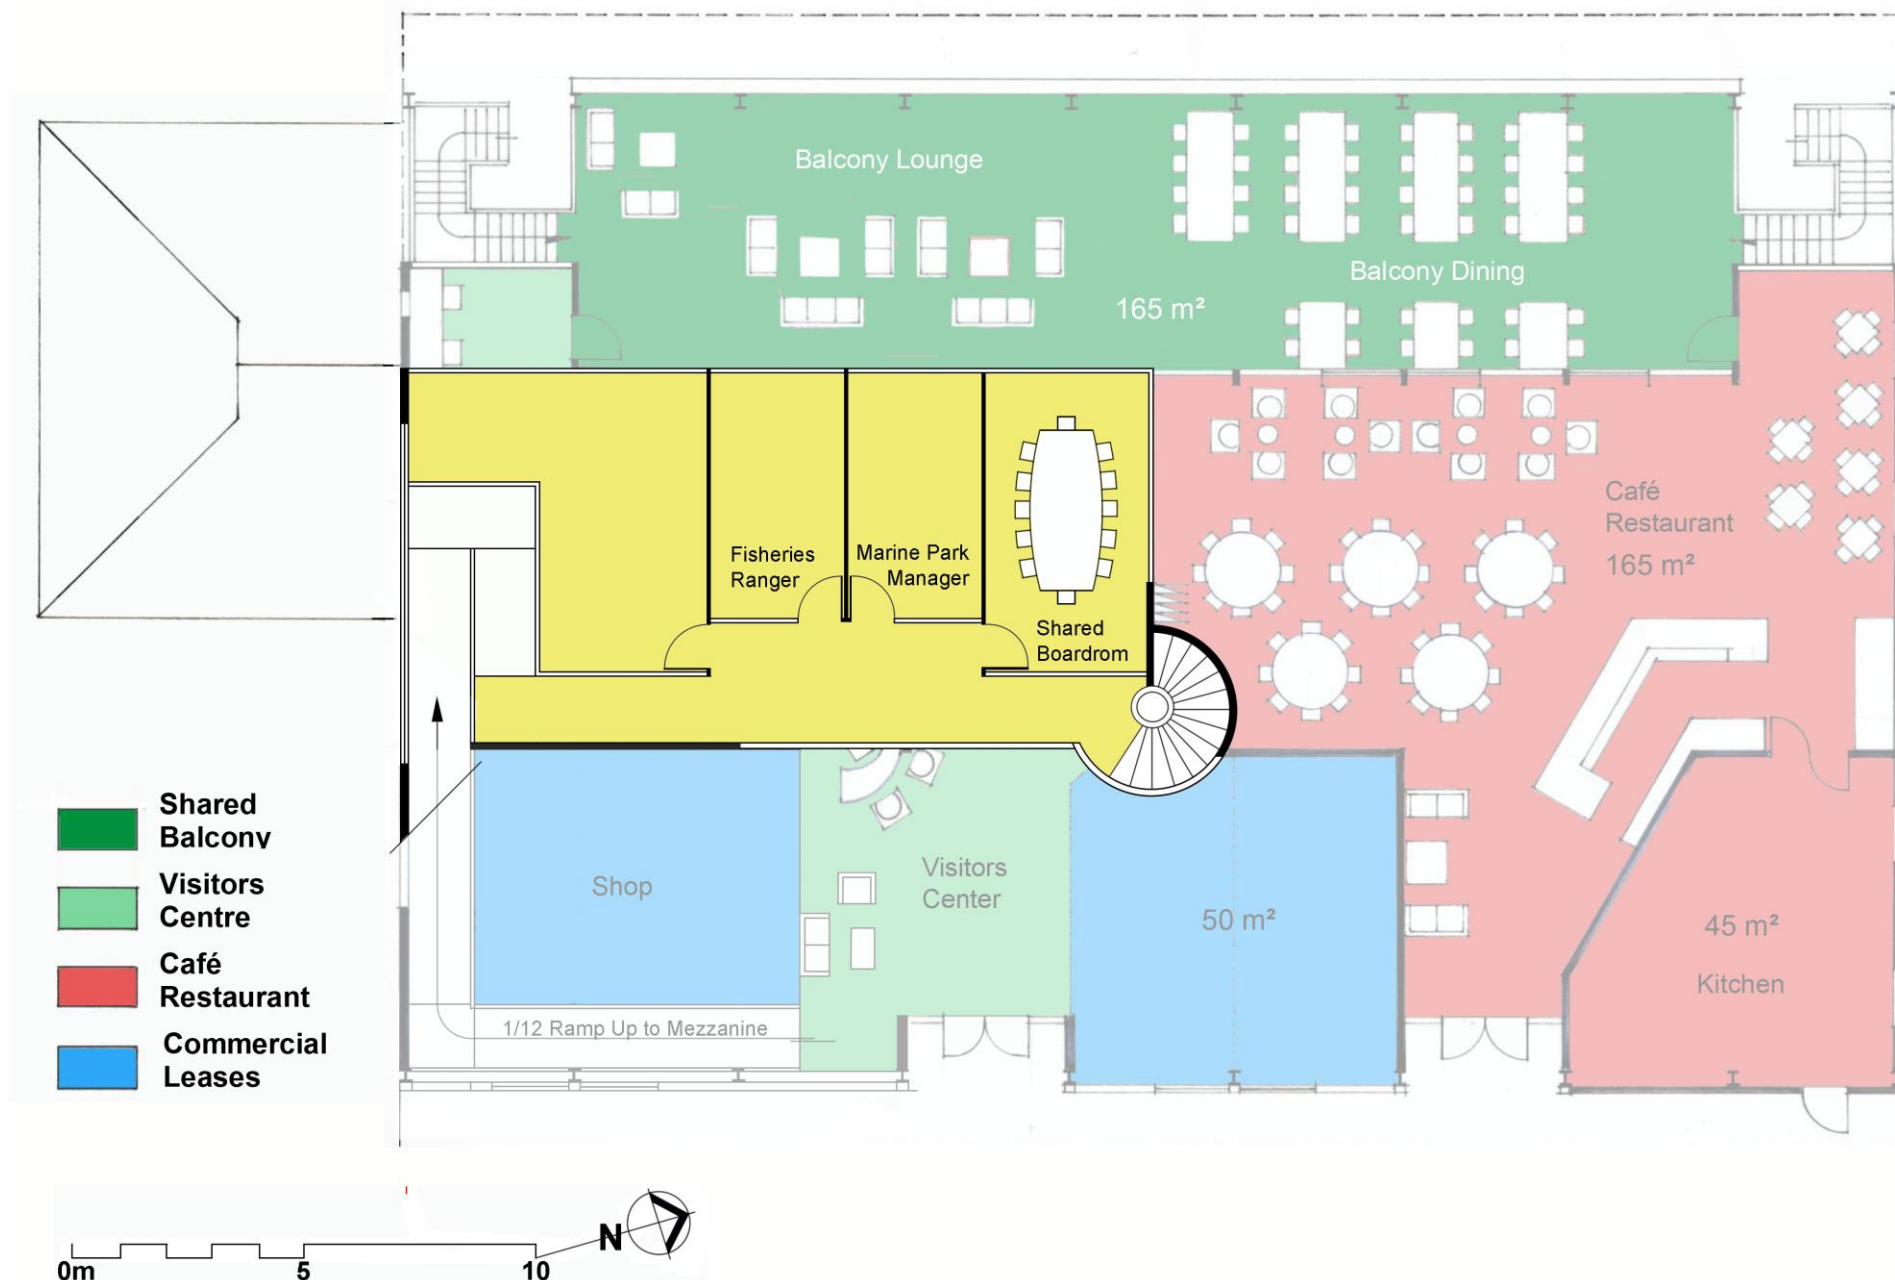 Balcony Lounge
Balcony Dining
165 m²
Café
Restaurant
165 m²
Fisheries
Ranger
Marine Park
Manager
Shared
Boardrom
Shared
Balcony
Visitors
Centre
Café
Restaurant
Commercial
Leases
Shop
Visitors
Center
50 m²
45 m²
Kitchen
1/12 Ramp Up to Mezzanine
N
0m
5
10